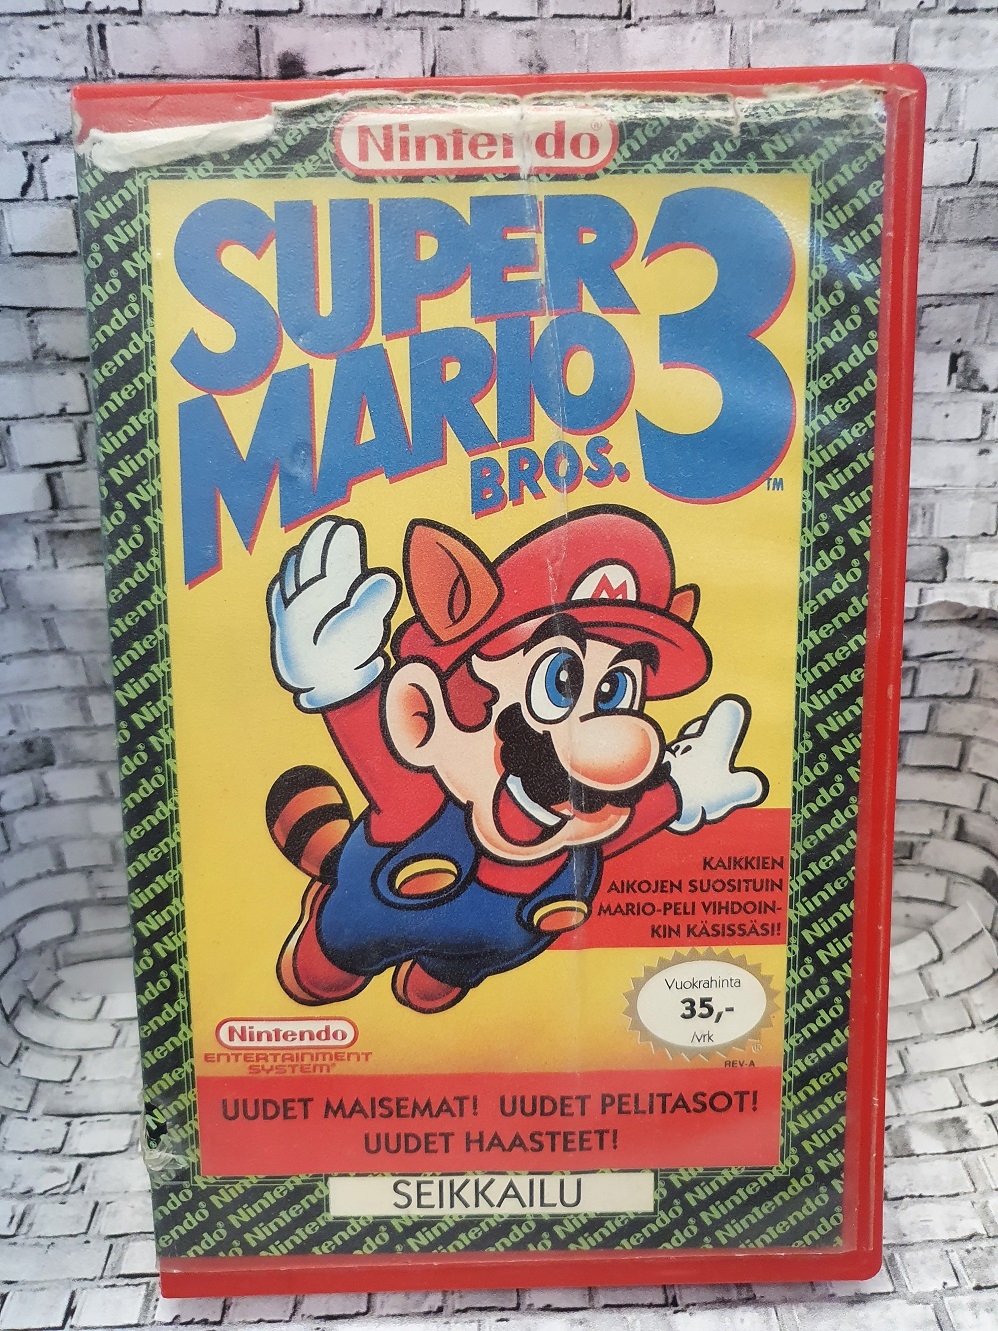 Nintendo®
SUPER
MARIO
BROS. 3
TM
M
KAIKKIEN
AIKOJEN SUOSITUIN
MARIO-PELI VIHDOIN-
KIN KÄSISSÄSI!
Vuokrahinta
35,-
/vrk
REV-A
Nintendo
ENTERTAINMENT
SYSTEM®
UUDET MAISEMAT! UUDET PELITASOT!
UUDET HAASTEET!
SEIKKAILU